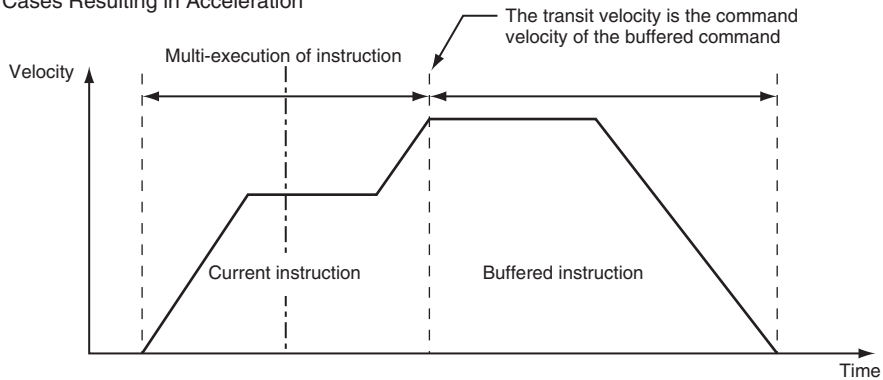 Cases Resulting in Acceleration
The transit velocity is the command
velocity of the buffered command
Multi-execution of instruction
Velocity
Current instruction
Buffered instruction
Time